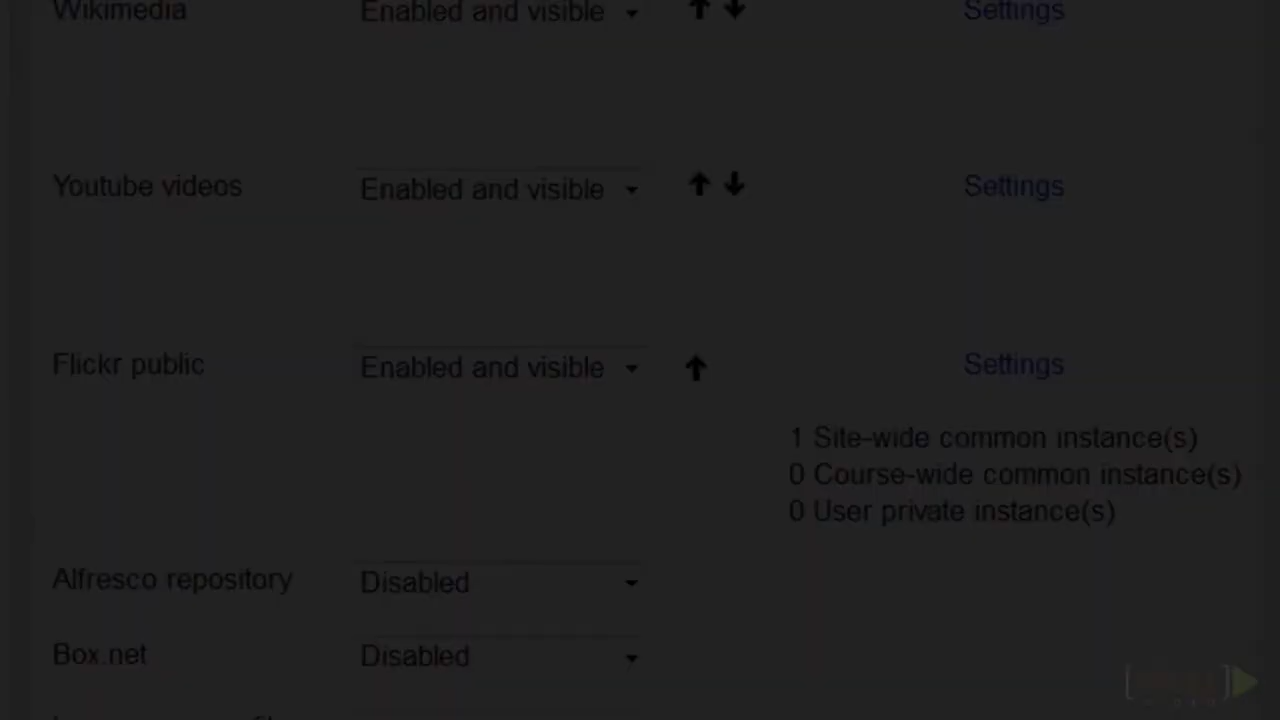 Wikimedia Enabled and visible Settings
Youtube videos Enabled and visible Settings
Flickr public Enabled and visible Settings
1 Site-wide common instance(s)
0 Course-wide common instance(s)
0 User private instance(s)
Alfresco repository Disabled
Box.net Disabled